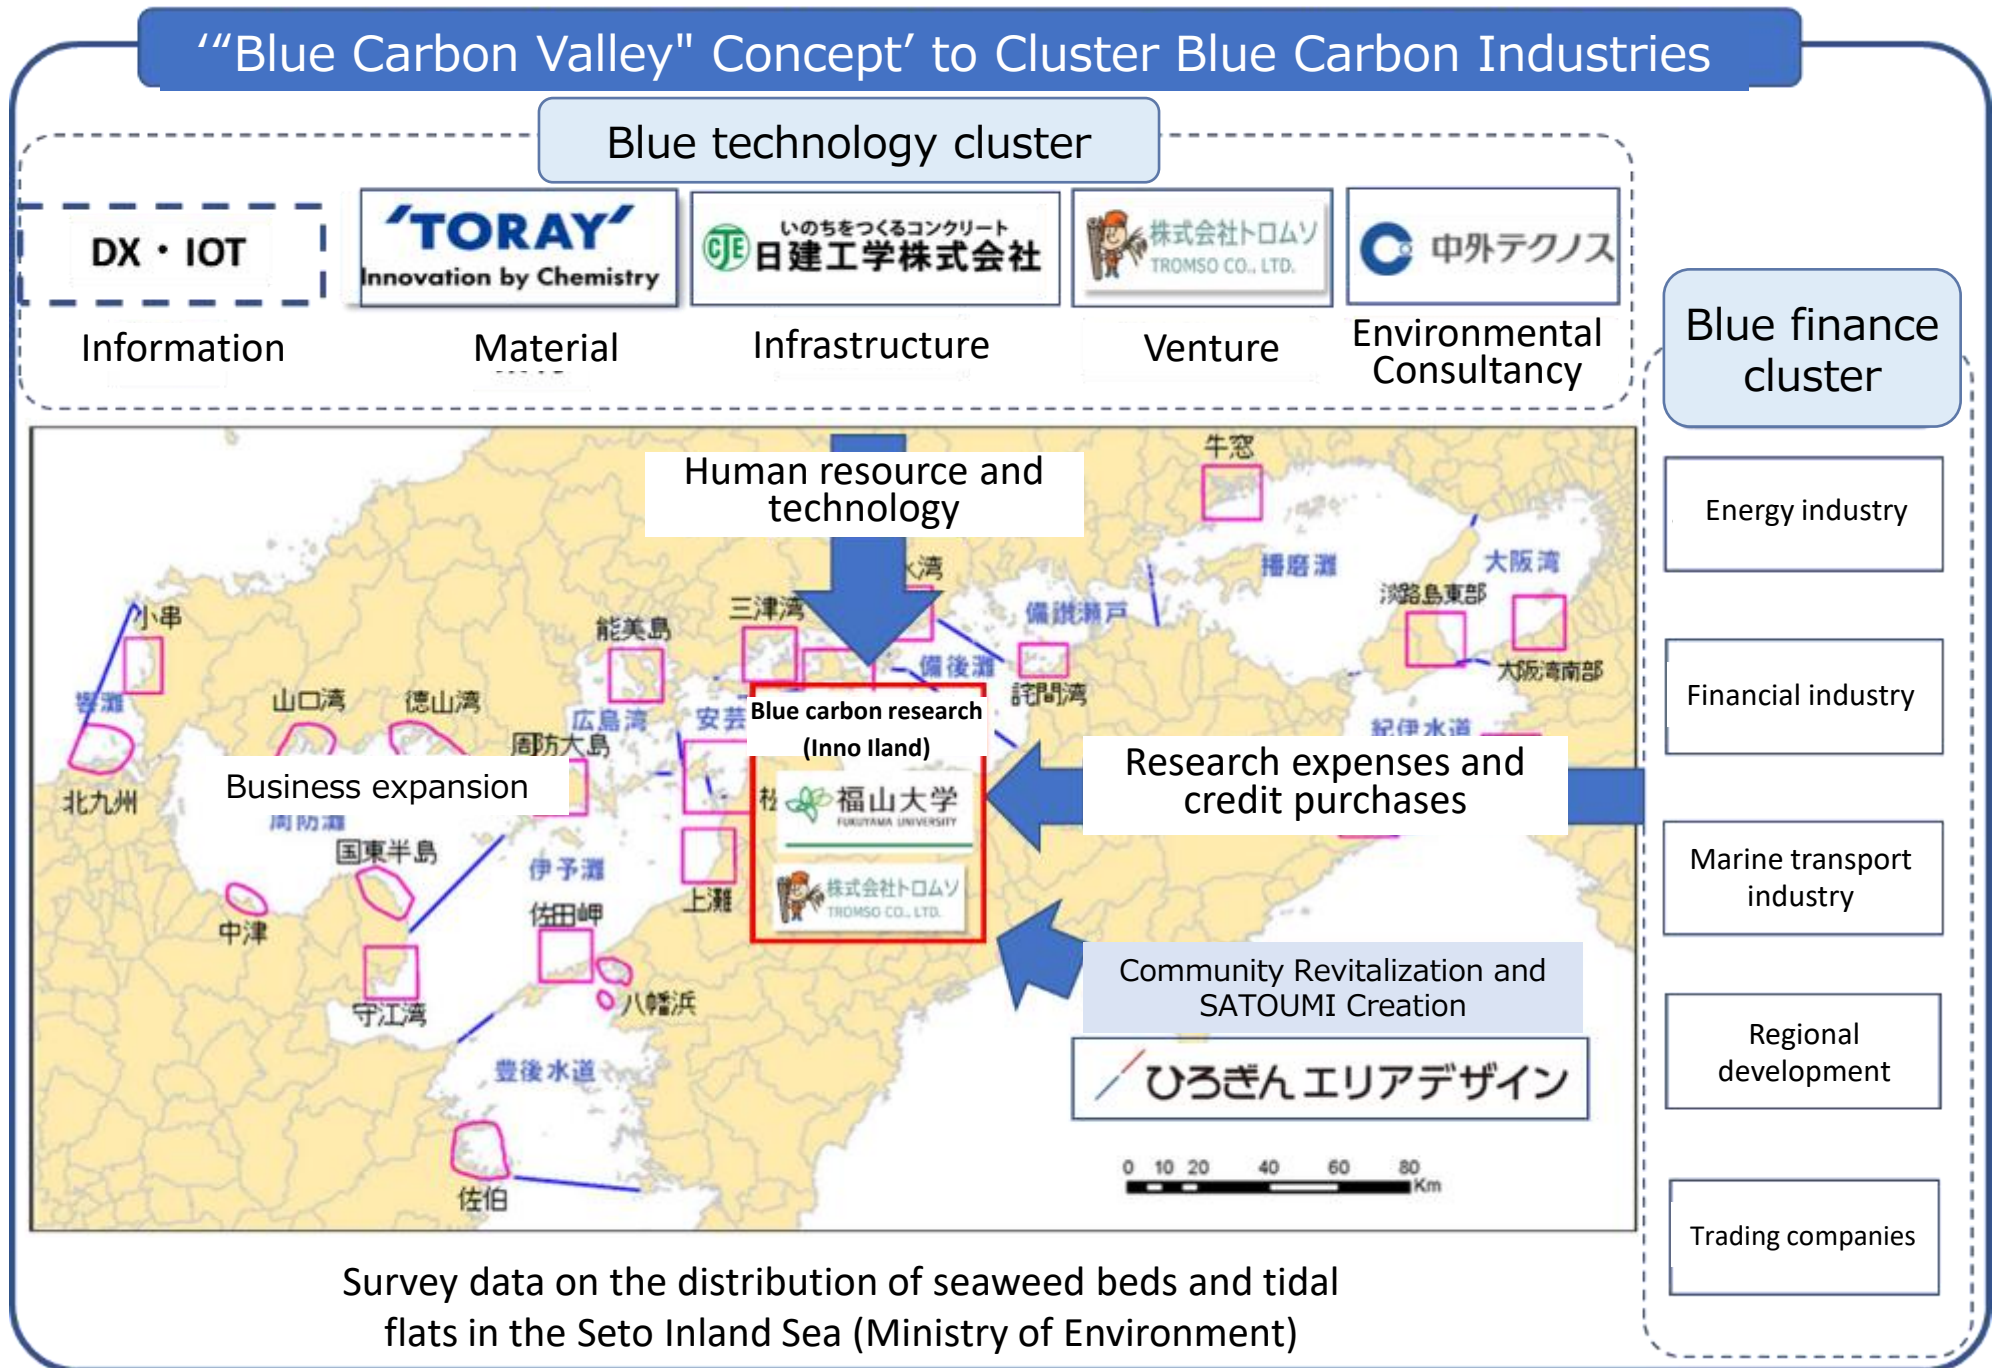 ‘“Blue Carbon Valley" Concept’ to Cluster Blue Carbon Industries
Blue technology cluster
DX・IOT
Information
'TORAY'
Innovation by Chemistry
Material
いのちをつくるコンクリート
CJE 日建工学株式会社
Infrastructure
株式会社トロムソ
TROMSO CO., LTD.
Venture
中外テクノス
Environmental
Consultancy
Blue finance
cluster
Energy industry
Financial industry
Marine transport
industry
Regional
development
Trading companies
Human resource and
technology
牛窓
播磨灘
大阪湾
淡路島東部
大阪湾南部
備讃瀬戸
水湾
三津湾
能美島
小串
備後灘
詫間湾
響灘
山口湾
徳山湾
広島湾
安芸
紀伊水道
周防大島
Blue carbon research
(Inno Iland)
福山大学
FUKUYAMA UNIVERSITY
株式会社トロムソ
TROMSO CO., LTD.
Research expenses and
credit purchases
Business expansion
北九州
周防灘
松
国東半島
伊予灘
上灘
中津
佐田岬
守江湾
八幡浜
Community Revitalization and
SATOUMI Creation
ひろぎんエリアデザイン
豊後水道
佐伯
0 10 20 40 60 80
Km
Survey data on the distribution of seaweed beds and tidal
flats in the Seto Inland Sea (Ministry of Environment)